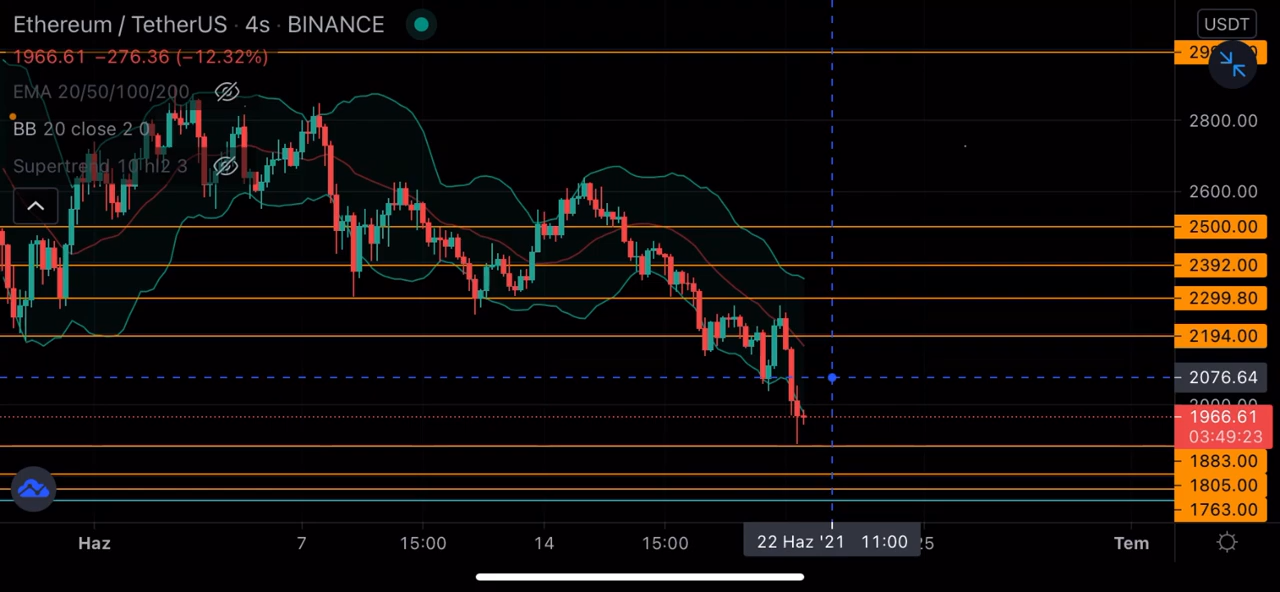 Ethereum / TetherUS · 4s · BINANCE
USDT
1966.61 −276.36 (−12.32%)
EMA 20/50/100/200
BB 20 close 2 0
Supertrend 10 hl2 3
2800.00
2600.00
2500.00
2392.00
2299.80
2194.00
2076.64
2000.00
1966.61
03:49:23
1883.00
1805.00
1763.00
Haz 7 15:00 14 15:00 22 Haz '21 11:00 Tem